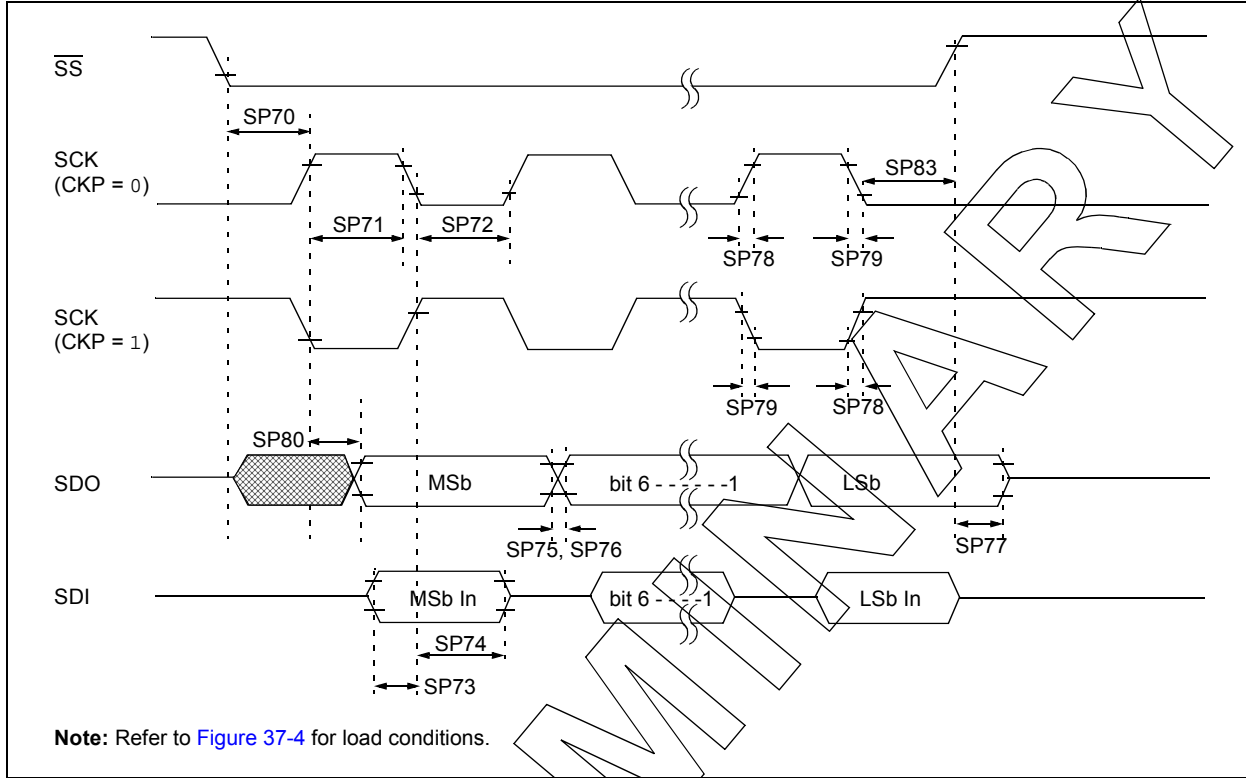 SS
SP70
SCK
(CKP = 0)
SP83
SP71
SP72
SP78
SP79
SCK
(CKP = 1)
SP79
SP78
SP80
SDO
MSb
bit 6 - - - - - - -1
LSb
SP75, SP76
SP77
SDI
MSb In
bit 6 - - - - -1
LSb In
SP74
SP73
Note: Refer to Figure 37-4 for load conditions.
MINARY